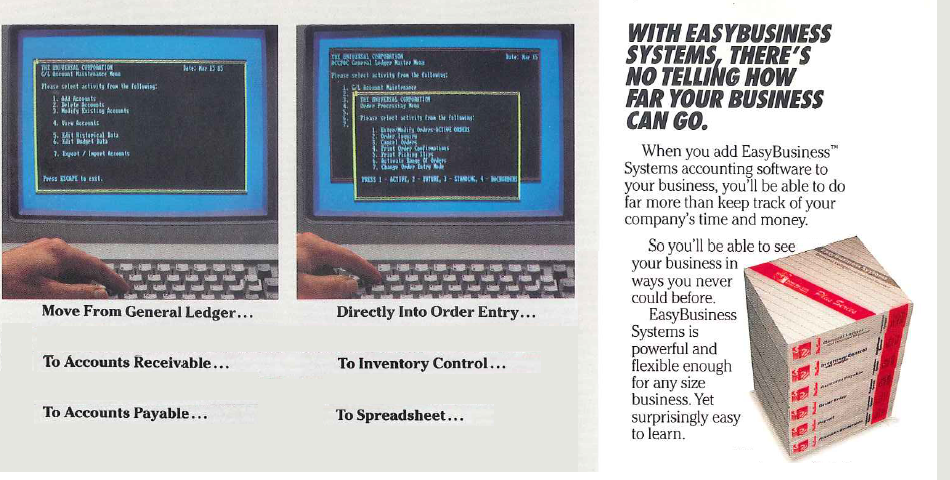 THE UNIVERSAL CORPORATION Date: Mar 15 85
G/L Account Maintenance Menu
Please select activity from the following:
1. Add Accounts
2. Delete Accounts
3. Modify Existing Accounts
4. View Accounts
5. Edit Historical Data
6. Edit Budget Data
7. Export / Import Accounts
Press ESCAPE to exit.
THE UNIVERSAL CORPORATION Date: Mar 15
General Ledger Master Menu
Please select activity from the following:
1. G/L Account Maintenance
THE UNIVERSAL CORPORATION
Order Processing Menu
Please select activity from the following:
1. Enter/Modify Orders-ACTIVE ORDERS
2. Order Inquiry
3. Cancel Orders
4. Print Order Confirmations
5. Print Picking Slips
6. Activate Range Of Orders
7. Change Order Entry Mode
PRESS 1 - ACTIVE, 2 - FUTURE, 3 - STANDING, 4 - BACKORDERS
Move From General Ledger...
Directly Into Order Entry...
To Accounts Receivable...
To Inventory Control...
To Accounts Payable...
To Spreadsheet...
WITH EASYBUSINESS
SYSTEMS, THERE'S
NO TELLING HOW
FAR YOUR BUSINESS
CAN GO.
When you add EasyBusiness™
Systems accounting software to
your business, you'll be able to do
far more than keep track of your
company's time and money.
So you'll be able to see
your business in
ways you never
could before.
EasyBusiness
Systems is
powerful and
flexible enough
for any size
business. Yet
surprisingly easy
to learn.
General Ledger
Inventory Control
Accounts Payable
Order Entry